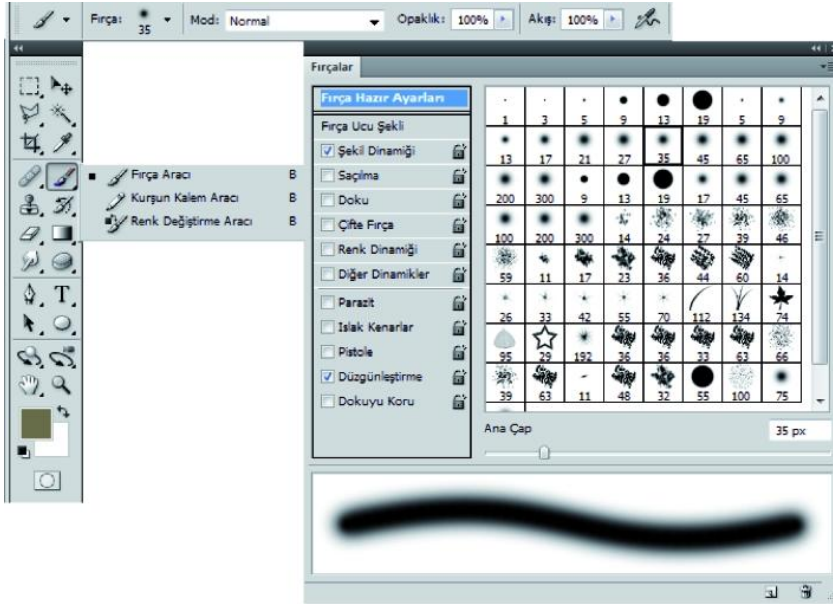 Fırça: 35 Mod: Normal Opaklık: 100% Akış: 100%
Fırçalar
Fırça Hazır Ayarları
Fırça Ucu Şekli
Şekil Dinamiği
Saçılma
Doku
Çifte Fırça
Renk Dinamiği
Diğer Dinamikler
Parazit
Islak Kenarlar
Pistole
Düzgünleştirme
Dokuyu Koru
Fırça Aracı B
Kurşun Kalem Aracı B
Renk Değiştirme Aracı B
T
1 3 5 9 13 19 5 9
13 17 21 27 35 45 65 100
200 300 9 13 19 17 45 65
100 200 300 14 24 27 39 46
59 11 17 23 36 44 60 14
26 33 42 55 70 112 134 74
95 29 192 36 36 33 63 66
39 63 11 48 32 55 100 75
Ana Çap 35 px